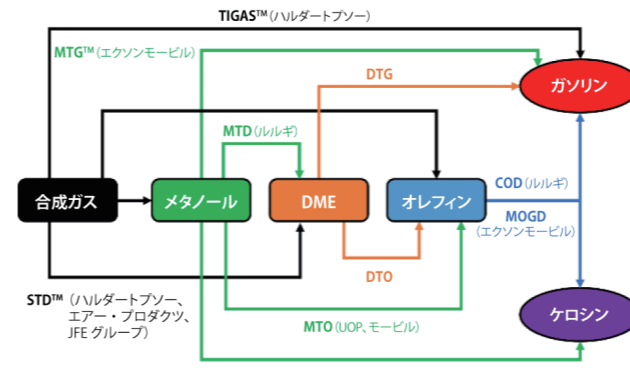 TIGAS™（ハルダートプソー）
MTG™（エクソンモービル）
ガソリン
DTG
MTD（ルルギ）
合成ガス
メタノール
DME
オレフィン
COD（ルルギ）
MOGD
（エクソンモービル）
DTO
STD™（ハルダートプソー、
エアー・プロダクツ、
JFEグループ）
MTO（UOP、モービル）
ケロシン